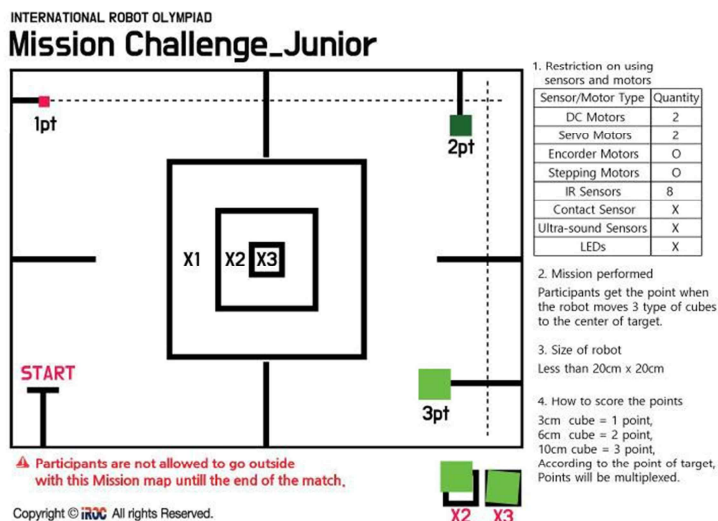 INTERNATIONAL ROBOT OLYMPIAD
Mission Challenge_Junior
1pt
2pt
X1
X2
X3
START
3pt
⚠ Participants are not allowed to go outside
with this Mission map untill the end of the match.
X2
X3
Copyright © iROC All rights Reserved.
1. Restriction on using
sensors and motors
Sensor/Motor Type Quantity
DC Motors 2
Servo Motors 2
Encorder Motors O
Stepping Motors O
IR Sensors 8
Contact Sensor X
Ultra-sound Sensors X
LEDs X
2. Mission performed
Participants get the point when
the robot moves 3 type of cubes
to the center of target.
3. Size of robot
Less than 20cm x 20cm
4. How to score the points
3cm cube = 1 point,
6cm cube = 2 point,
10cm cube = 3 point,
According to the point of target,
Points will be multiplexed.